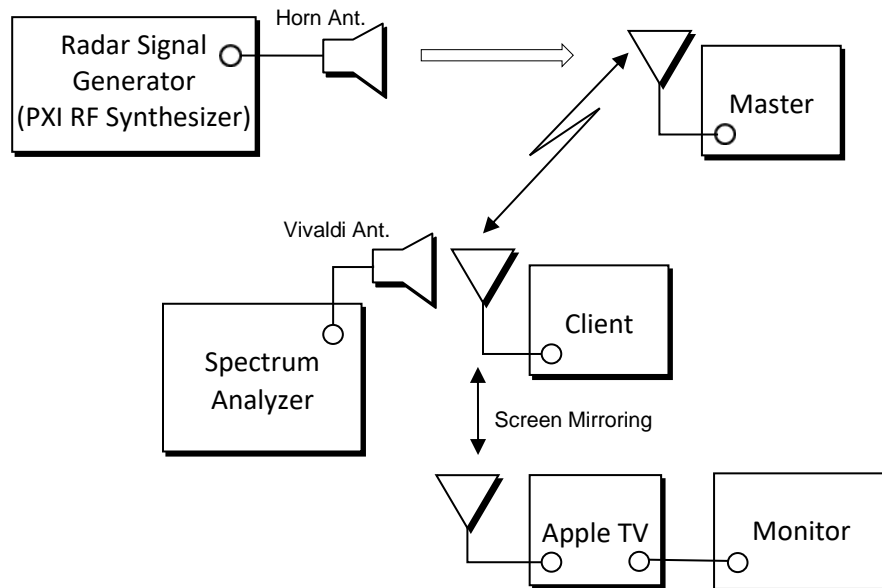 Horn Ant.
Radar Signal
Generator
(PXI RF Synthesizer)
Master
Vivaldi Ant.
Client
Spectrum
Analyzer
Screen Mirroring
Apple TV
Monitor